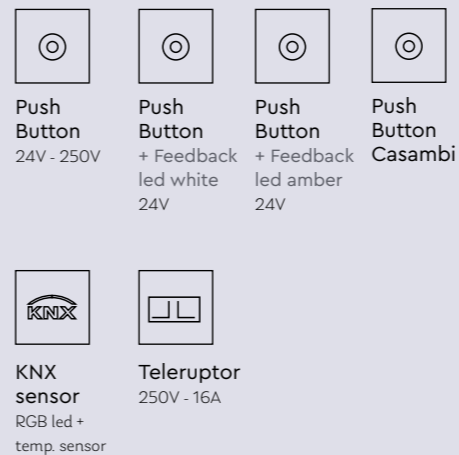 Push
Button
24V - 250V
Push
Button
+ Feedback
led white
24V
Push
Button
+ Feedback
led amber
24V
Push
Button
Casambi
KNX
KNX
sensor
RGB led +
temp. sensor
Teleruptor
250V - 16A